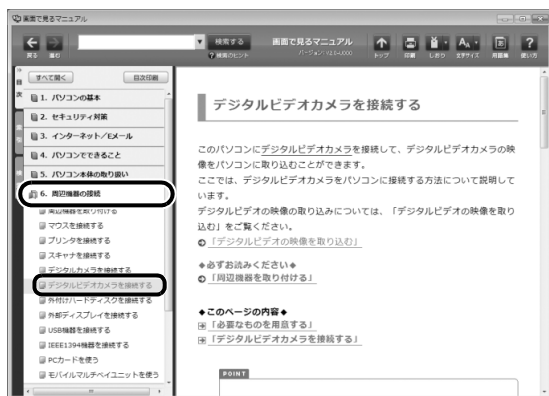 画面で見るマニュアル
戻る 進む
検索する
検索のヒント
画面で見るマニュアル
トップ 印刷 しおり 文字サイズ 用語集 使い方
目次
すべて開く 目次印刷
1. パソコンの基本
2. セキュリティ対策
3. インターネット/Eメール
4. パソコンでできること
5. パソコン本体の取り扱い
6. 周辺機器の接続
周辺機器を取り付ける
マウスを接続する
プリンタを接続する
スキャナを接続する
デジタルカメラを接続する
デジタルビデオカメラを接続する
外付けハードディスクを接続する
外部ディスプレイを接続する
USB機器を接続する
IEEE1394機器を接続する
PCカードを使う
モバイルマルチベイユニットを使う
デジタルビデオカメラを接続する
このパソコンにデジタルビデオカメラを接続して、デジタルビデオカメラの映
像をパソコンに取り込むことができます。
ここでは、デジタルビデオカメラをパソコンに接続する方法について説明して
います。
デジタルビデオの映像の取り込みについては、「デジタルビデオの映像を取り
込む」をご覧ください。
「デジタルビデオの映像を取り込む」
◆必ずお読みください◆
「周辺機器を取り付ける」
◆このページの内容◆
「必要なものを用意する」
「デジタルビデオカメラを接続する」
POINT